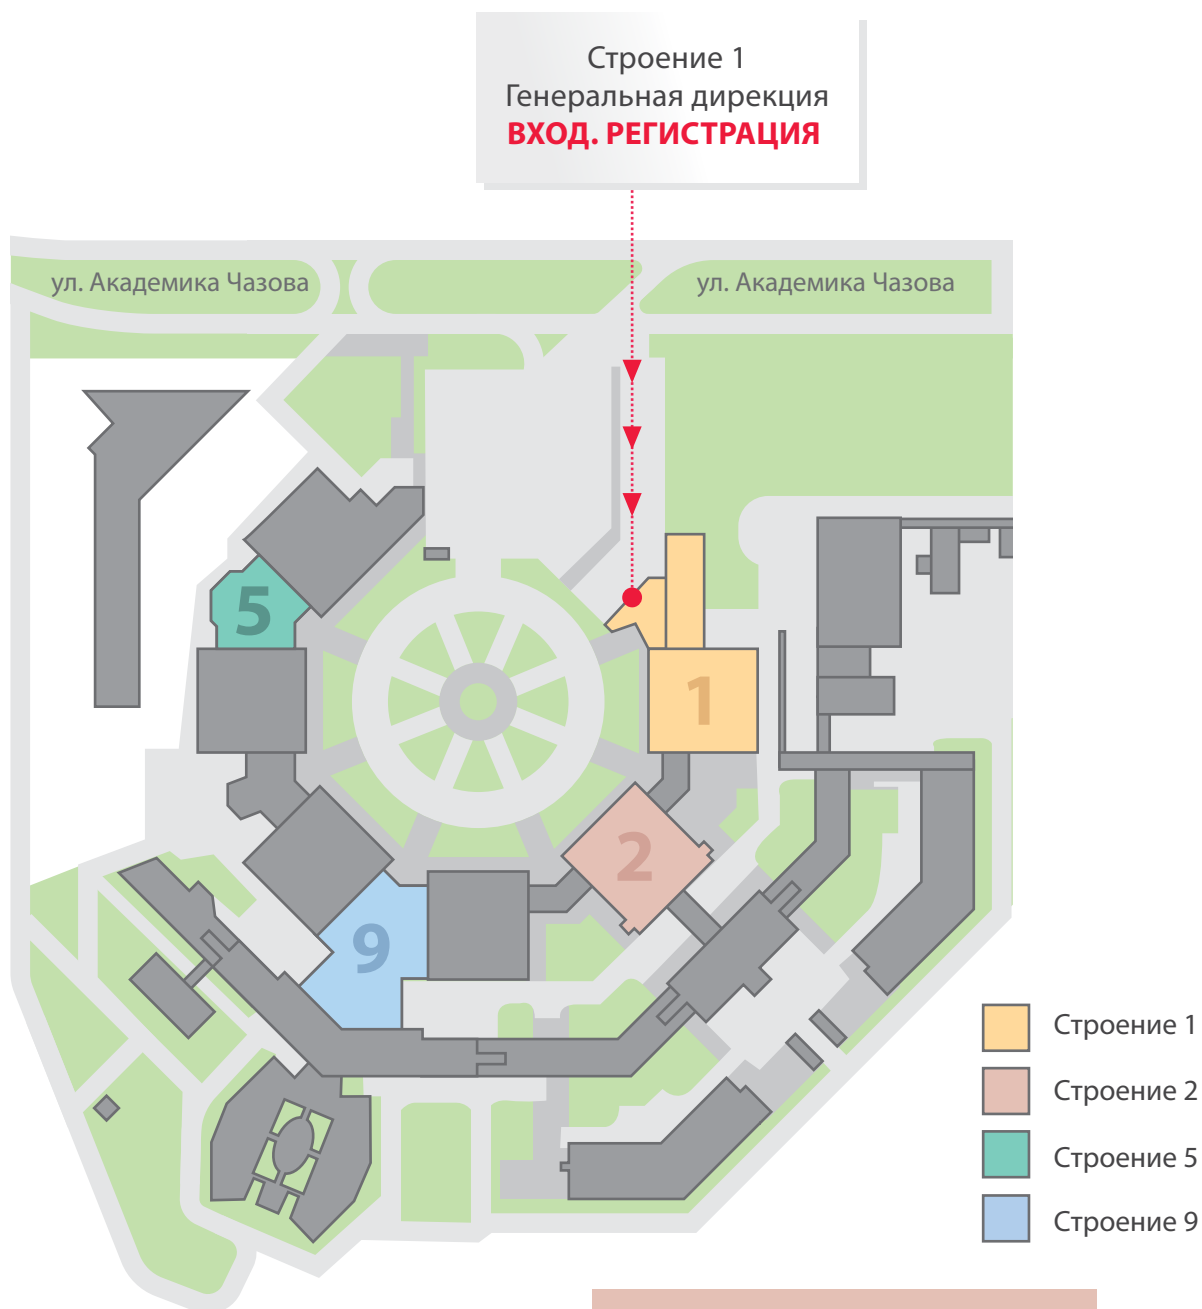 Строение 1
Генеральная дирекция
ВХОД. РЕГИСТРАЦИЯ
ул. Академика Чазова
ул. Академика Чазова
5
1
2
9
Строение 1
Строение 2
Строение 5
Строение 9